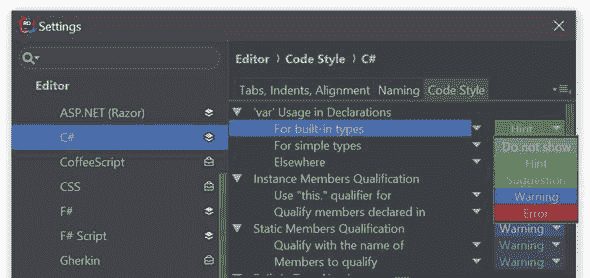 RD Settings
Editor > Code Style > C#
Editor
Tabs, Indents, Alignment Naming Code Style
ASP.NET (Razor)
C#
CoffeeScript
CSS
F#
F# Script
Gherkin
'var' Usage in Declarations
For built-in types Hint
For simple types Do not show
Elsewhere Hint
Suggestion
Instance Members Qualification Warning
Use "this." qualifier for Error
Qualify members declared in
Static Members Qualification Warning
Qualify with the name of Warning
Members to qualify Warning